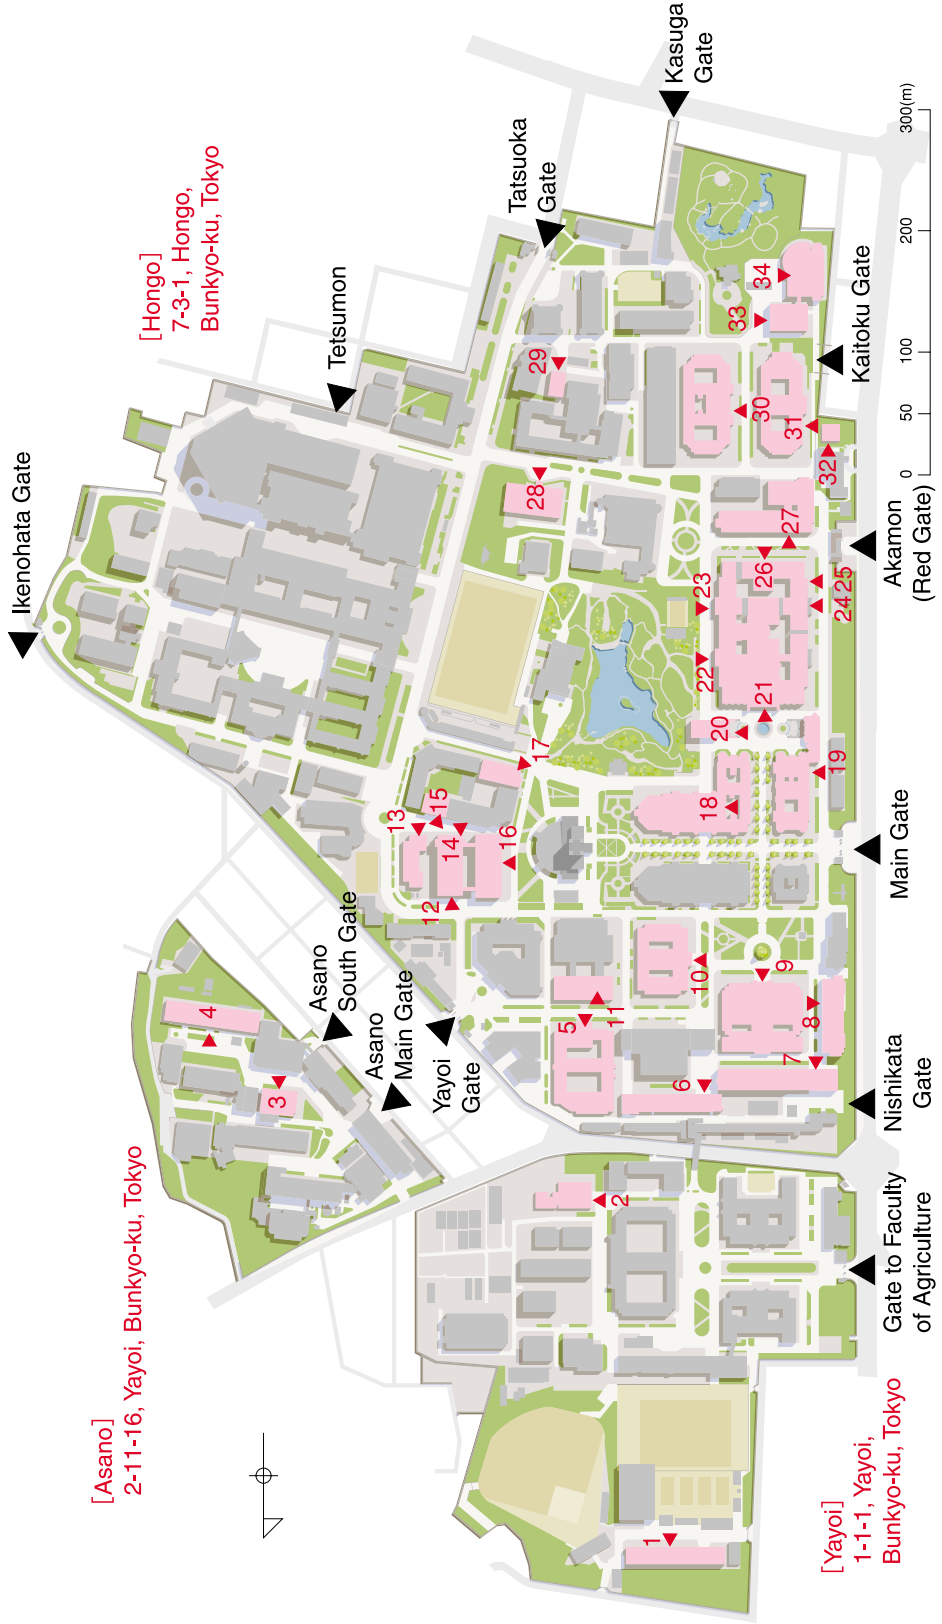 [Asano]
2-11-16, Yayoi, Bunkyo-ku, Tokyo
[Hongo]
7-3-1, Hongo,
Bunkyo-ku, Tokyo
[Yayoi]
1-1-1, Yayoi,
Bunkyo-ku, Tokyo
Ikenohata Gate
Tetsumon
Tatsuoka
Gate
Kasuga
Gate
Asano
South Gate
Asano
Main Gate
Yayoi
Gate
Gate to Faculty
of Agriculture
Nishikata
Gate
Main Gate
Akamon
(Red Gate)
Kaitoku Gate
0
50
100
200
300(m)
1
2
3
4
5
6
7
8
9
10
11
12
13
14
15
16
17
18
19
20
21
22
23
24
25
26
27
28
29
30
31
32
33
34